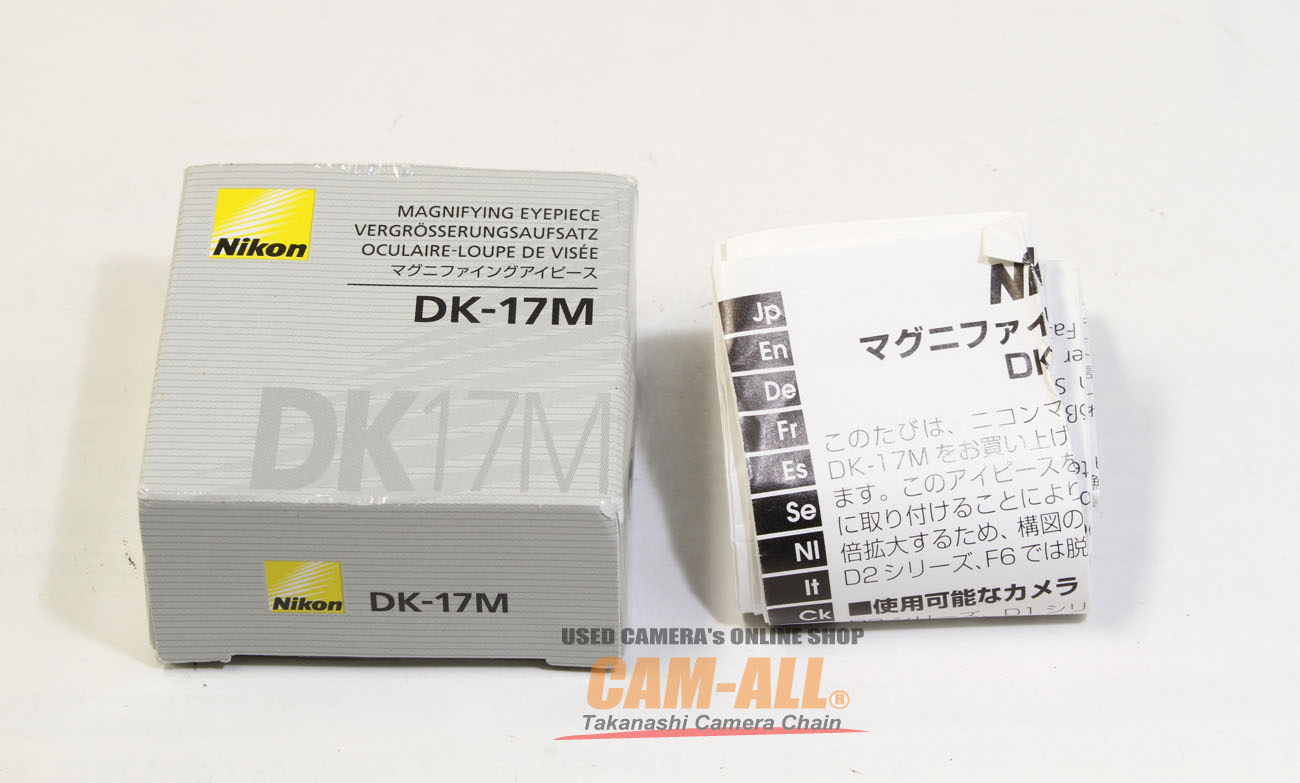 Nikon
MAGNIFYING EYEPIECE
VERGRÖSSERUNGSAUFSATZ
OCULAIRE-LOUPE DE VISÉE
マグニファイングアイピース
DK-17M
DK17M
Nikon DK-17M
Jp
En
De
Fr
Es
Se
Nl
It
Ck
マグニファイ
DK
このたびは、ニコンマ
DK-17Mをお買い上げ
ます。このアイピースを
に取り付けることにより
倍拡大するため、構図の
D2シリーズ、F6では脱
■使用可能なカメラ
USED CAMERA's ONLINE SHOP
CAM-ALL®
Takanashi Camera Chain